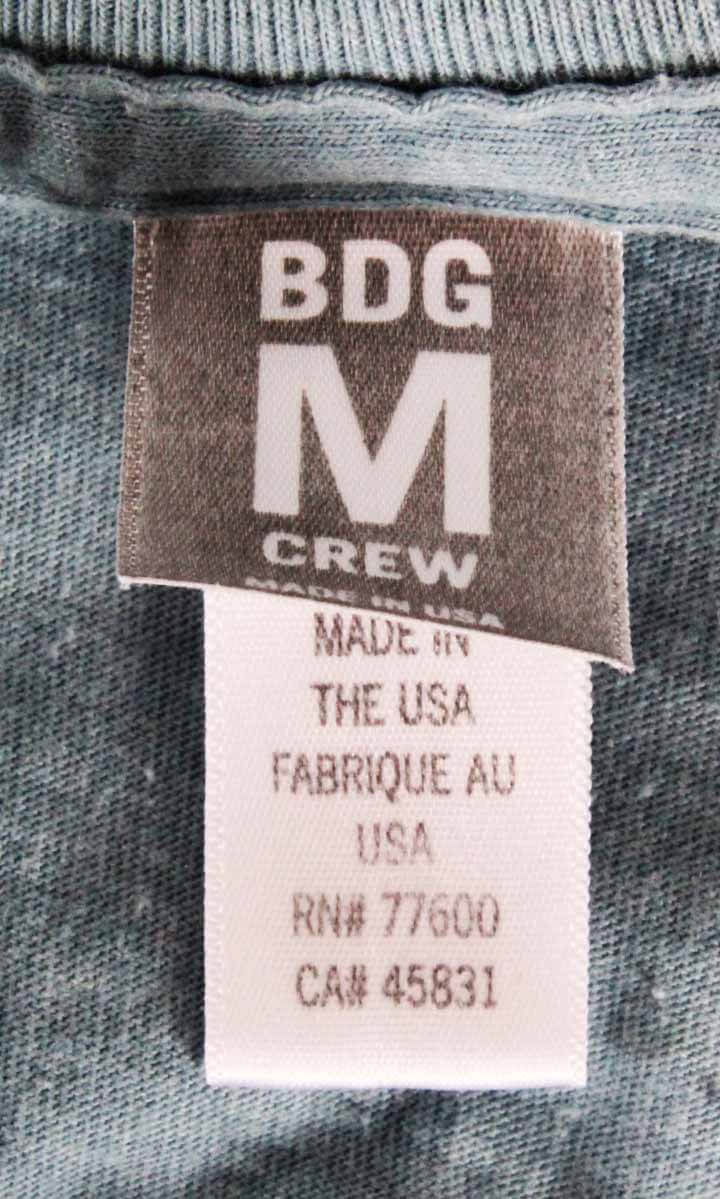 BDG
M
CREW
MADE IN USA
MADE IN
THE USA
FABRIQUE AU
USA
RN# 77600
CA# 45831